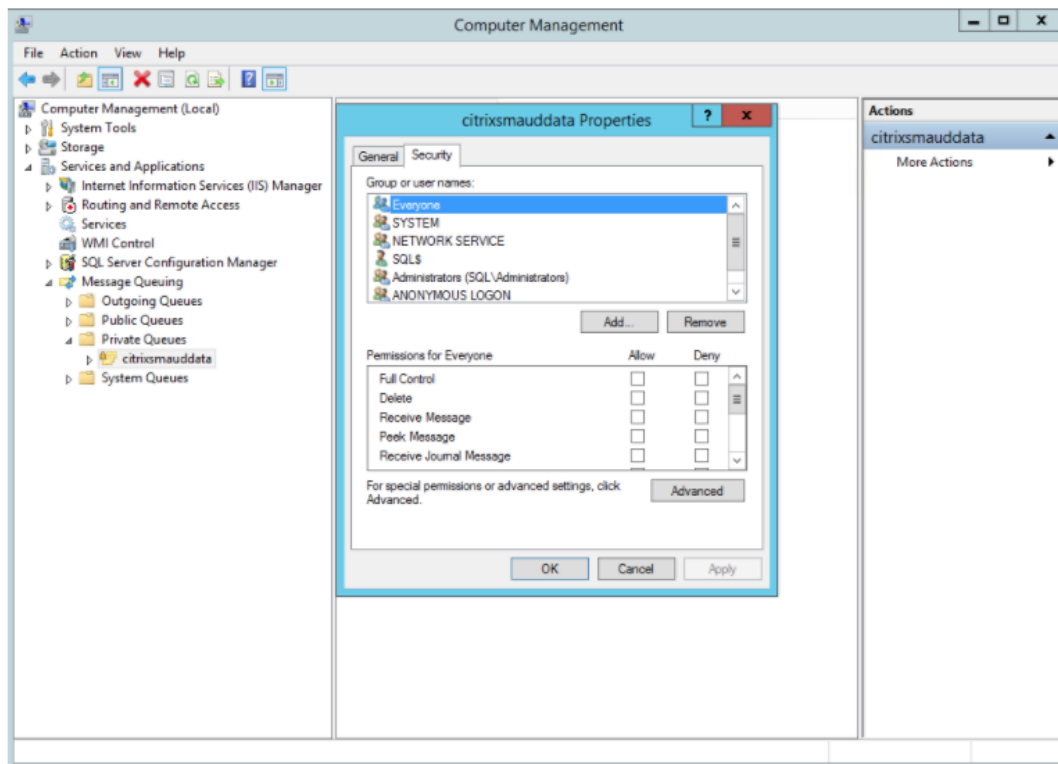 Computer Management
File Action View Help
Computer Management (Local)
System Tools
Storage
Services and Applications
Internet Information Services (IIS) Manager
Routing and Remote Access
Services
WMI Control
SQL Server Configuration Manager
Message Queuing
Outgoing Queues
Public Queues
Private Queues
citrixsmauddata
System Queues
citrixsmauddata Properties
? x
General Security
Group or user names:
Everyone
SYSTEM
NETWORK SERVICE
SQL$
Administrators (SQL\Administrators)
ANONYMOUS LOGON
Add... Remove
Permissions for Everyone Allow Deny
Full Control
Delete
Receive Message
Peek Message
Receive Journal Message
For special permissions or advanced settings, click
Advanced.
Advanced
OK Cancel Apply
Actions
citrixsmauddata
More Actions